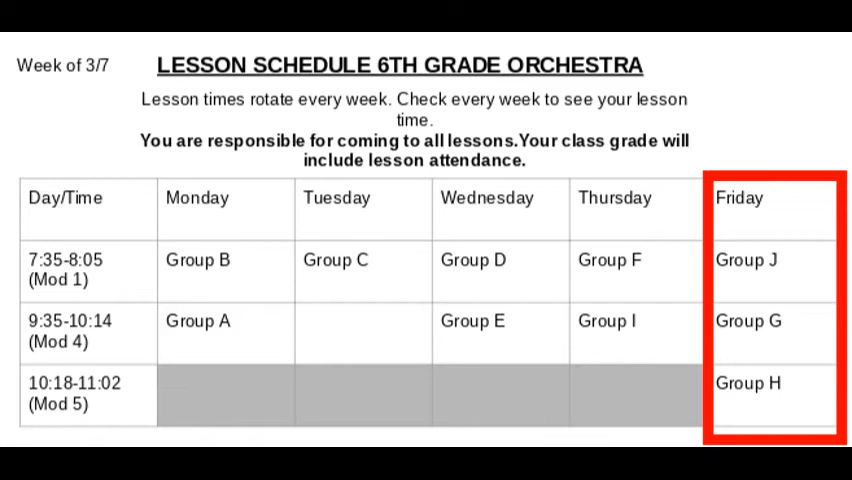 Week of 3/7
LESSON SCHEDULE 6TH GRADE ORCHESTRA
Lesson times rotate every week. Check every week to see your lesson
time.
You are responsible for coming to all lessons.Your class grade will
include lesson attendance.
Day/Time Monday Tuesday Wednesday Thursday Friday
7:35-8:05 Group B Group C Group D Group F Group J
(Mod 1)
9:35-10:14 Group A Group E Group I Group G
(Mod 4)
10:18-11:02 Group H
(Mod 5)